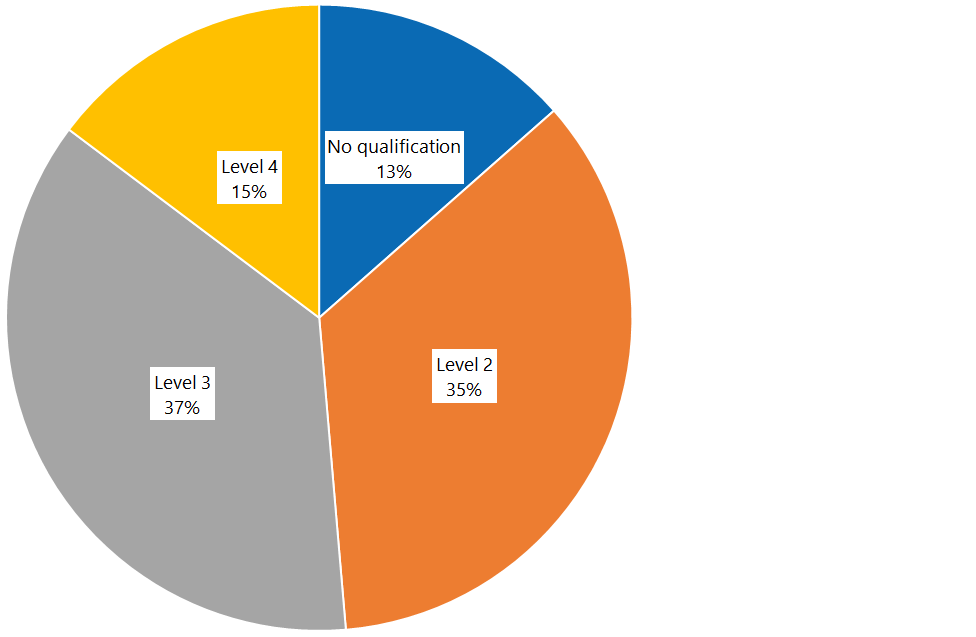 No qualification
13%
Level 4
15%
Level 2
35%
Level 3
37%